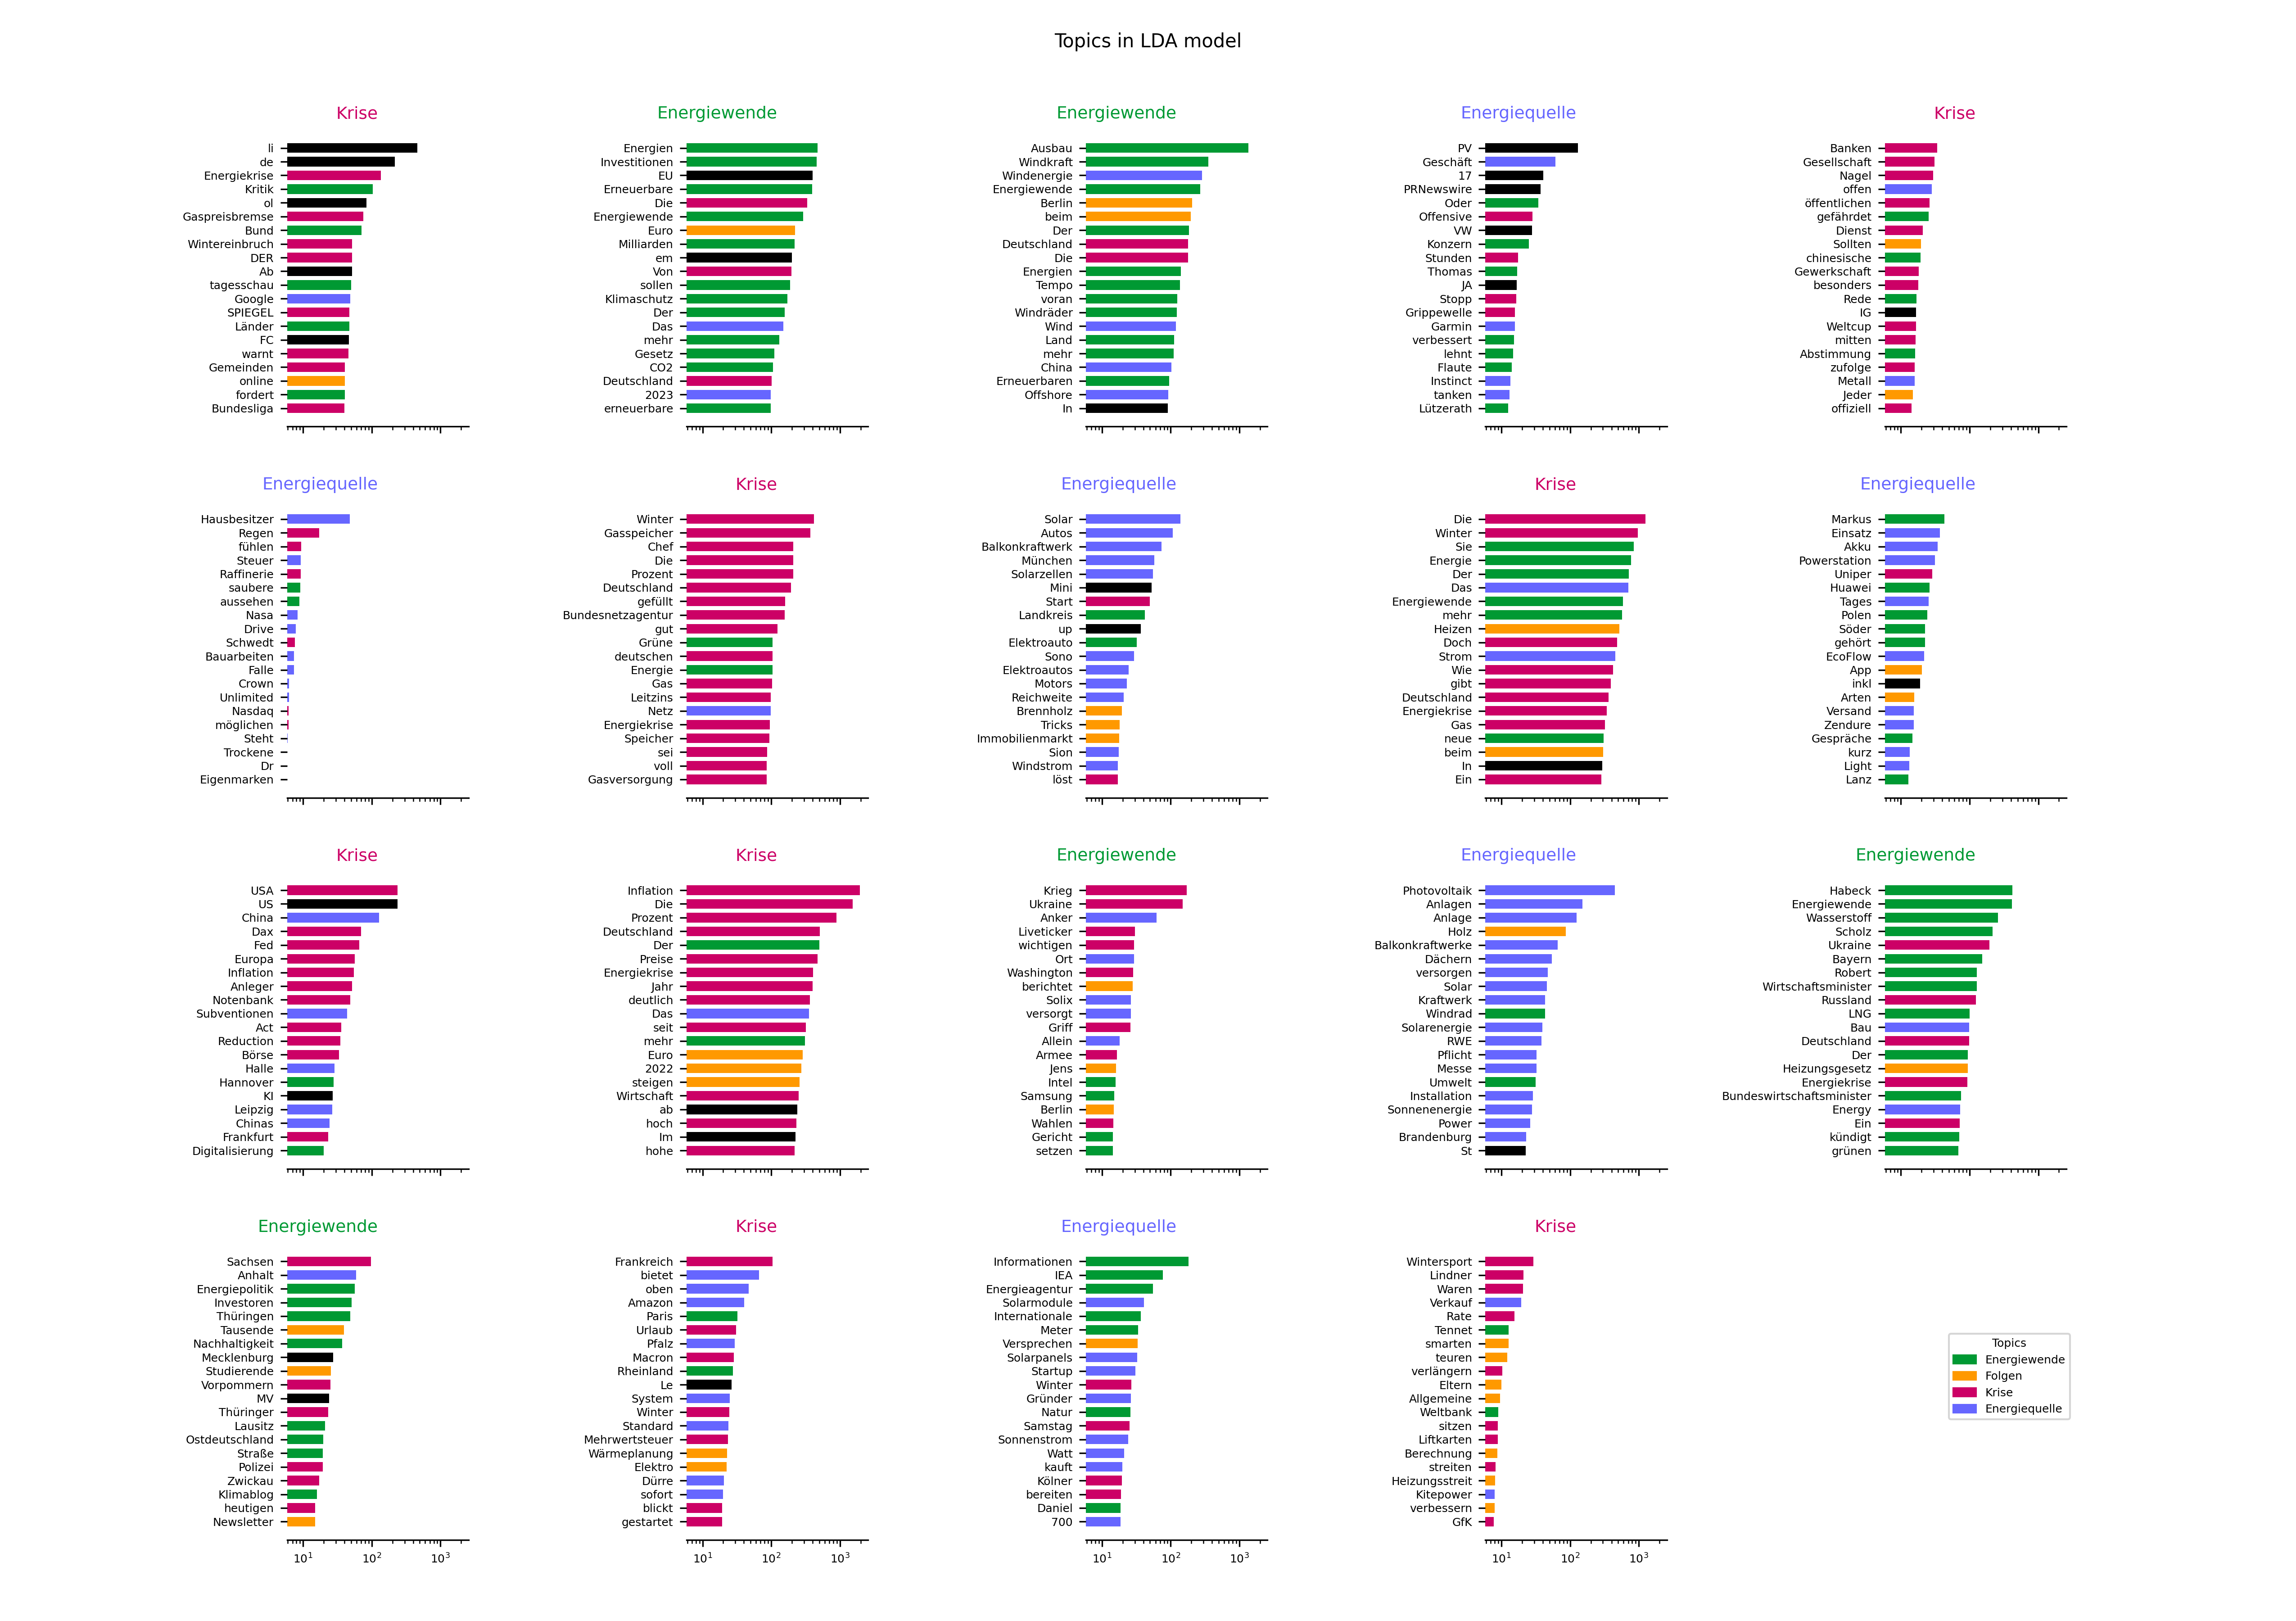 Topics in LDA model
Krise
li
de
Energiekrise
Kritik
ol
Gaspreisbremse
Bund
Wintereinbruch
DER
Ab
tagesschau
Google
SPIEGEL
Länder
FC
warnt
Gemeinden
online
fordert
Bundesliga
Energiewende
Energien
Investitionen
EU
Erneuerbare
Die
Energiewende
Euro
Milliarden
em
Von
sollen
Klimaschutz
Der
Das
mehr
Gesetz
CO2
Deutschland
2023
erneuerbare
Energiewende
Ausbau
Windkraft
Windenergie
Energiewende
Berlin
beim
Der
Deutschland
Die
Energien
Tempo
voran
Windräder
Wind
Land
mehr
China
Erneuerbaren
Offshore
In
Energiequelle
PV
Geschäft
17
PRNewswire
Oder
Offensive
VW
Konzern
Stunden
Thomas
JA
Stopp
Grippewelle
Garmin
verbessert
lehnt
Flaute
Instinct
tanken
Lützerath
Krise
Banken
Gesellschaft
Nagel
offen
öffentlichen
gefährdet
Dienst
Sollten
chinesische
Gewerkschaft
besonders
Rede
IG
Weltcup
mitten
Abstimmung
zufolge
Metall
Jeder
offiziell
Energiequelle
Hausbesitzer
Regen
fühlen
Steuer
Raffinerie
saubere
aussehen
Nasa
Drive
Schwedt
Bauarbeiten
Falle
Crown
Unlimited
Nasdaq
möglichen
Steht
Trockene
Dr
Eigenmarken
Krise
Winter
Gasspeicher
Chef
Die
Prozent
Deutschland
gefüllt
Bundesnetzagentur
gut
Grüne
deutschen
Energie
Gas
Leitzins
Netz
Energiekrise
Speicher
sei
voll
Gasversorgung
Energiequelle
Solar
Autos
Balkonkraftwerk
München
Solarzellen
Mini
Start
Landkreis
up
Elektroauto
Sono
Elektroautos
Motors
Reichweite
Brennholz
Tricks
Immobilienmarkt
Sion
Windstrom
löst
Krise
Die
Winter
Sie
Energie
Der
Das
Energiewende
mehr
Heizen
Doch
Strom
Wie
gibt
Deutschland
Energiekrise
Gas
neue
beim
In
Ein
Energiequelle
Markus
Einsatz
Akku
Powerstation
Uniper
Huawei
Tages
Polen
Söder
gehört
EcoFlow
App
inkl
Arten
Versand
Zendure
Gespräche
kurz
Light
Lanz
Krise
USA
US
China
Dax
Fed
Europa
Inflation
Anleger
Notenbank
Subventionen
Act
Reduction
Börse
Halle
Hannover
KI
Leipzig
Chinas
Frankfurt
Digitalisierung
Krise
Inflation
Die
Prozent
Deutschland
Der
Preise
Energiekrise
Jahr
deutlich
Das
seit
mehr
Euro
2022
steigen
Wirtschaft
ab
hoch
Im
hohe
Energiewende
Krieg
Ukraine
Anker
Liveticker
wichtigen
Ort
Washington
berichtet
Solix
versorgt
Griff
Allein
Armee
Jens
Intel
Samsung
Berlin
Wahlen
Gericht
setzen
Energiequelle
Photovoltaik
Anlagen
Anlage
Holz
Balkonkraftwerke
Dächern
versorgen
Solar
Kraftwerk
Windrad
Solarenergie
RWE
Pflicht
Messe
Umwelt
Installation
Sonnenenergie
Power
Brandenburg
St
Energiewende
Habeck
Energiewende
Wasserstoff
Scholz
Ukraine
Bayern
Robert
Wirtschaftsminister
Russland
LNG
Bau
Deutschland
Der
Heizungsgesetz
Energiekrise
Bundeswirtschaftsminister
Energy
Ein
kündigt
grünen
Energiewende
Sachsen
Anhalt
Energiepolitik
Investoren
Thüringen
Tausende
Nachhaltigkeit
Mecklenburg
Studierende
Vorpommern
MV
Thüringer
Lausitz
Ostdeutschland
Straße
Polizei
Zwickau
Klimablog
heutigen
Newsletter
10¹ 10² 10³
Krise
Frankreich
bietet
oben
Amazon
Paris
Urlaub
Pfalz
Macron
Rheinland
Le
System
Winter
Standard
Mehrwertsteuer
Wärmeplanung
Elektro
Dürre
sofort
blickt
gestartet
10¹ 10² 10³
Energiequelle
Informationen
IEA
Energieagentur
Solarmodule
Internationale
Meter
Versprechen
Solarpanels
Startup
Winter
Gründer
Natur
Samstag
Sonnenstrom
Watt
kauft
Kölner
bereiten
Daniel
700
10¹ 10² 10³
Krise
Wintersport
Lindner
Waren
Verkauf
Rate
Tennet
smarten
teuren
verlängern
Eltern
Allgemeine
Weltbank
sitzen
Liftkarten
Berechnung
streiten
Heizungsstreit
Kitepower
verbessern
GfK
10¹ 10² 10³
Topics
Energiewende
Folgen
Krise
Energiequelle